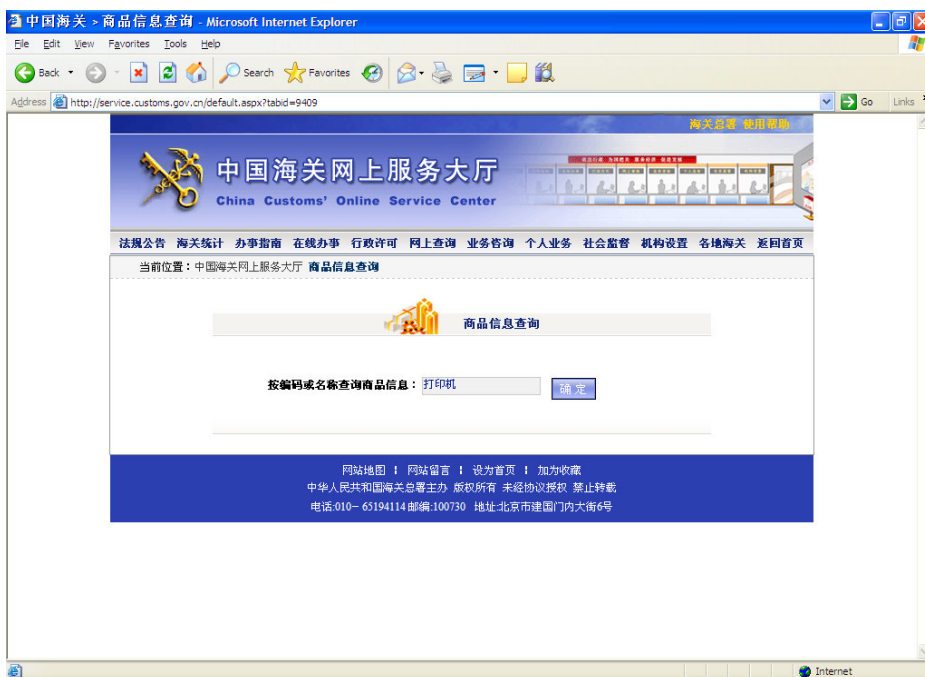 中国海关 > 商品信息查询 - Microsoft Internet Explorer
File Edit View Favorites Tools Help
Back Search Favorites
Address http://service.customs.gov.cn/default.aspx?tabid=9409 Go Links
海关总署 使用帮助
中国海关网上服务大厅
China Customs' Online Service Center
法规公告 海关统计 办事指南 在线办事 行政许可 网上查询 业务咨询 个人业务 社会监督 机构设置 各地海关 返回首页
当前位置：中国海关网上服务大厅 商品信息查询
商品信息查询
按编码或名称查询商品信息： 打印机 确 定
网站地图 | 网站留言 | 设为首页 | 加为收藏
中华人民共和国海关总署主办 版权所有 未经协议授权 禁止转载
电话:010- 65194114 邮编:100730 地址:北京市建国门内大街6号
Internet